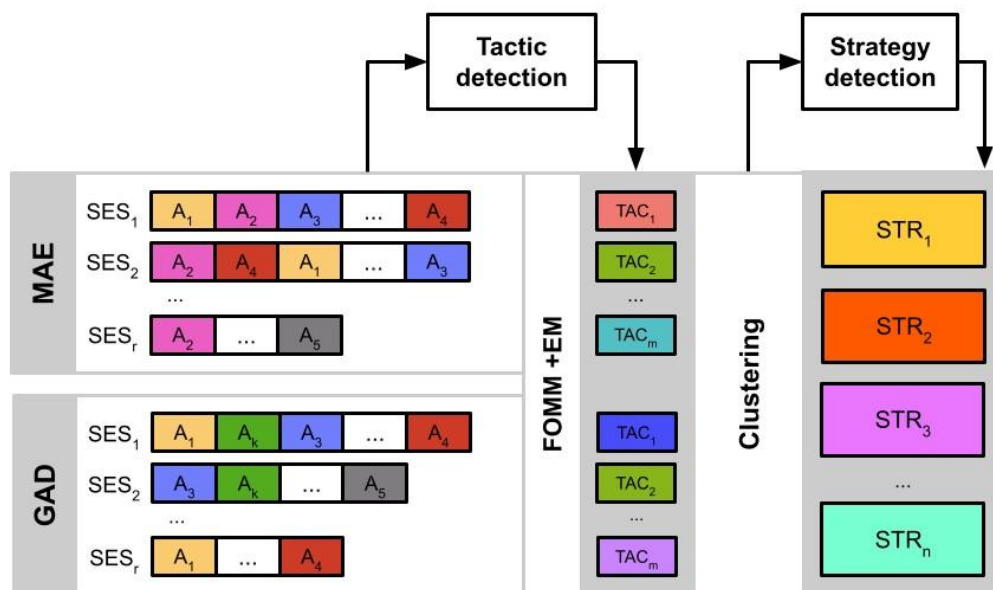 Tactic
detection
Strategy
detection
MAE
SES₁ A₁ A₂ A₃ ... A₄
SES₂ A₂ A₄ A₁ ... A₃
...
SESᵣ A₂ ... A₅
GAD
SES₁ A₁ Aₖ A₃ ... A₄
SES₂ A₃ Aₖ ... A₅
...
SESᵣ A₁ ... A₄
FOMM +EM
TAC₁
TAC₂
...
TACₘ
TAC₁
TAC₂
...
TACₘ
Clustering
STR₁
STR₂
STR₃
...
STRₙ